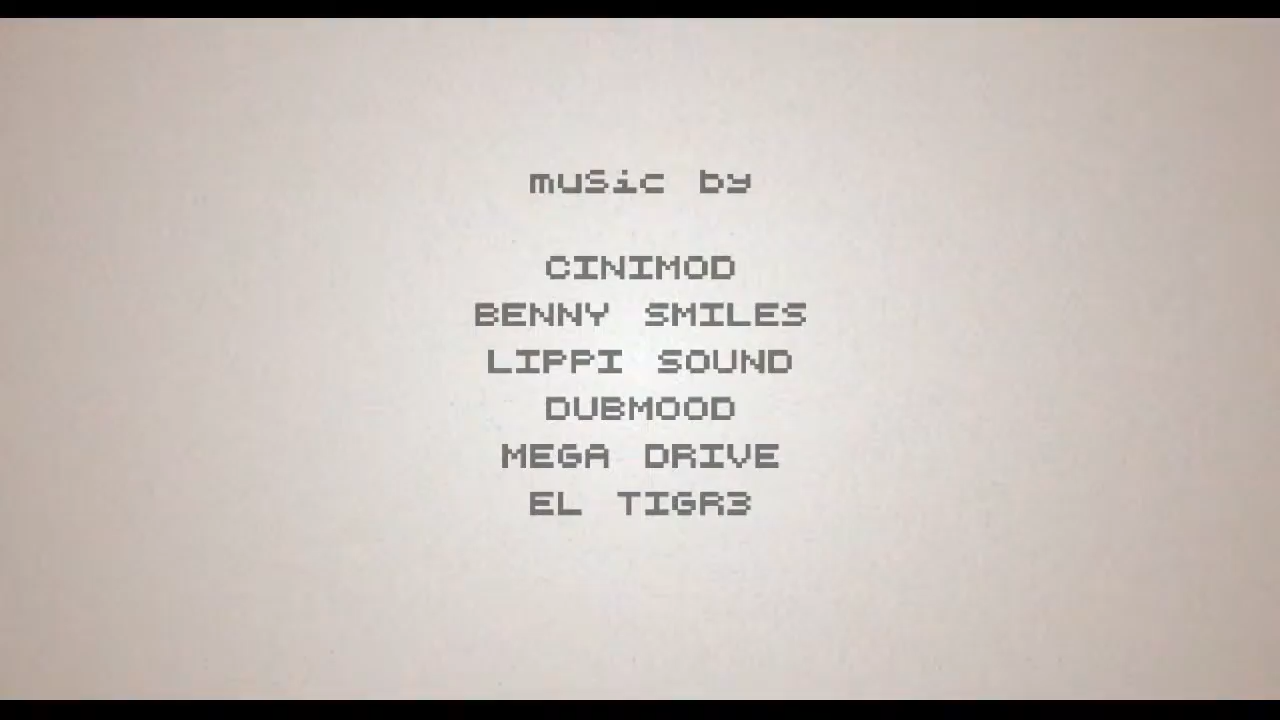 music by
CINIMOD
BENNY SMILES
LIPPI SOUND
DUBMOOD
MEGA DRIVE
EL TIGR3